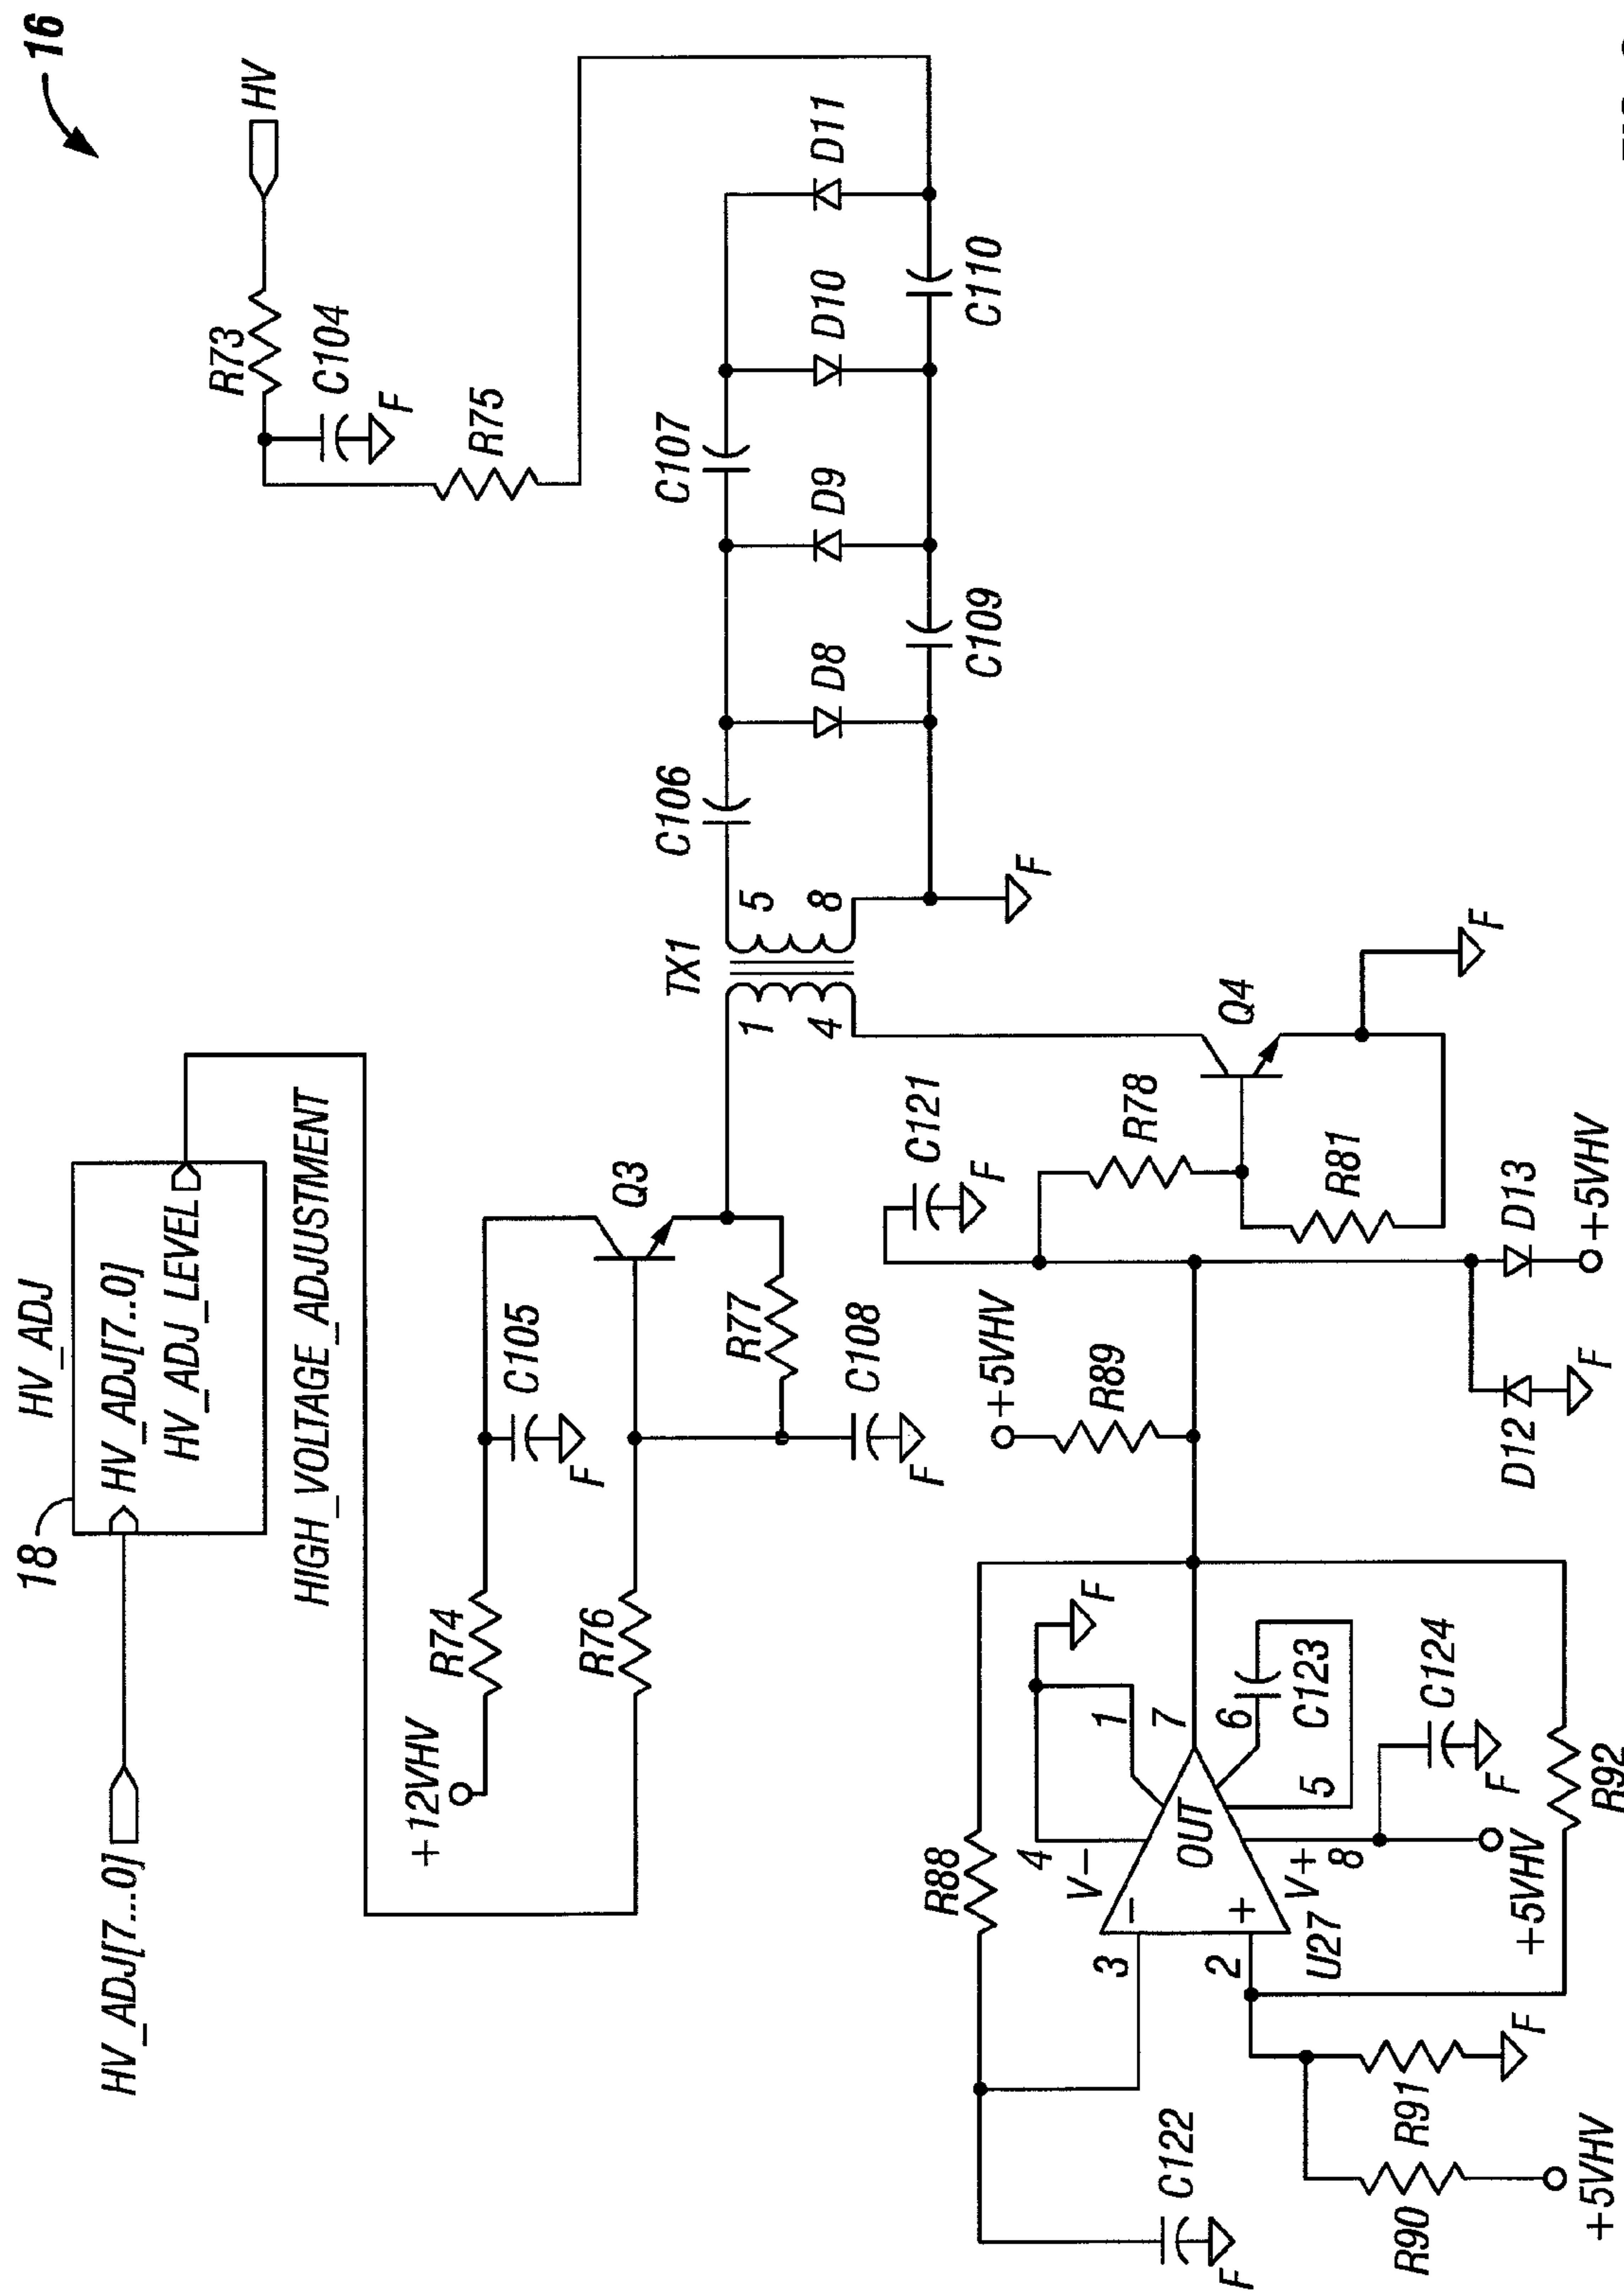 16
HV
R73
C104
F
R75
D11
D10
D9
D8
C107
C106
C110
C109
F
TX1
5
8
1
4
HV_ADJ
18
HV_ADJ[7..0]
HV_ADJ_LEVEL
HIGH_VOLTAGE_ADJUSTMENT
HV_ADJ[7...0]
+12VHV
R74
C105
F
R76
Q3
R77
C108
F
C121
F
R78
Q4
F
R81
D13
+5VHV
D12
F
+5VHV
R89
R88
F
4
V-
1
7
OUT
6
C123
5
C124
F
V+
8
+5VHV
U27
-
+
3
2
R92
C122
F
R91
F
R90
+5VHV